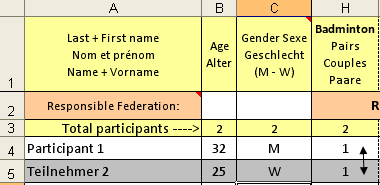 A B C H
1
Last + First name
Nom et prénom
Name + Vorname
Age
Alter
Gender Sexe
Geschlecht
(M - W)
Badminton
Pairs
Couples
Paare
2 Responsible Federation: R
3 Total participants ----> 2 2 2
4 Participant 1 32 M 1
5 Teilnehmer 2 25 W 1